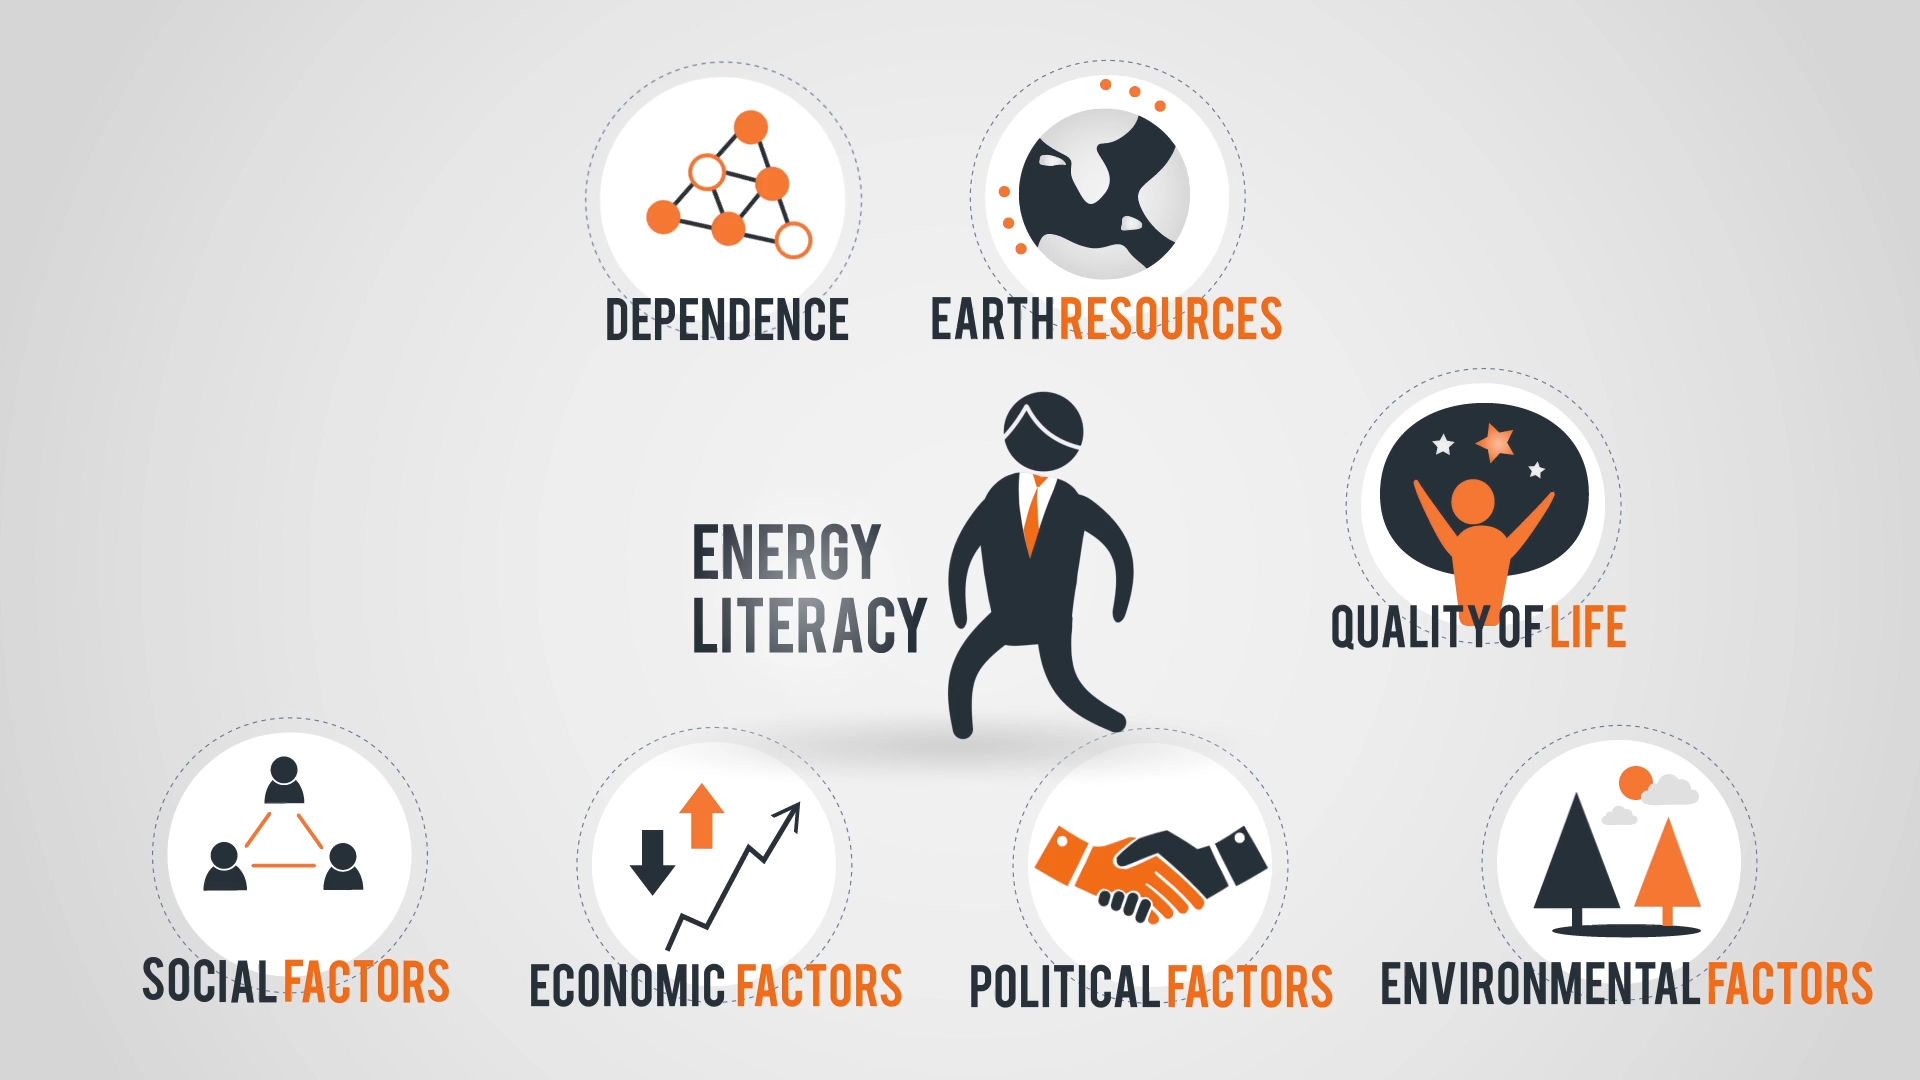 DEPENDENCE
EARTH RESOURCES
ENERGY
LITERACY
QUALITY OF LIFE
SOCIAL FACTORS
ECONOMIC FACTORS
POLITICAL FACTORS
ENVIRONMENTAL FACTORS